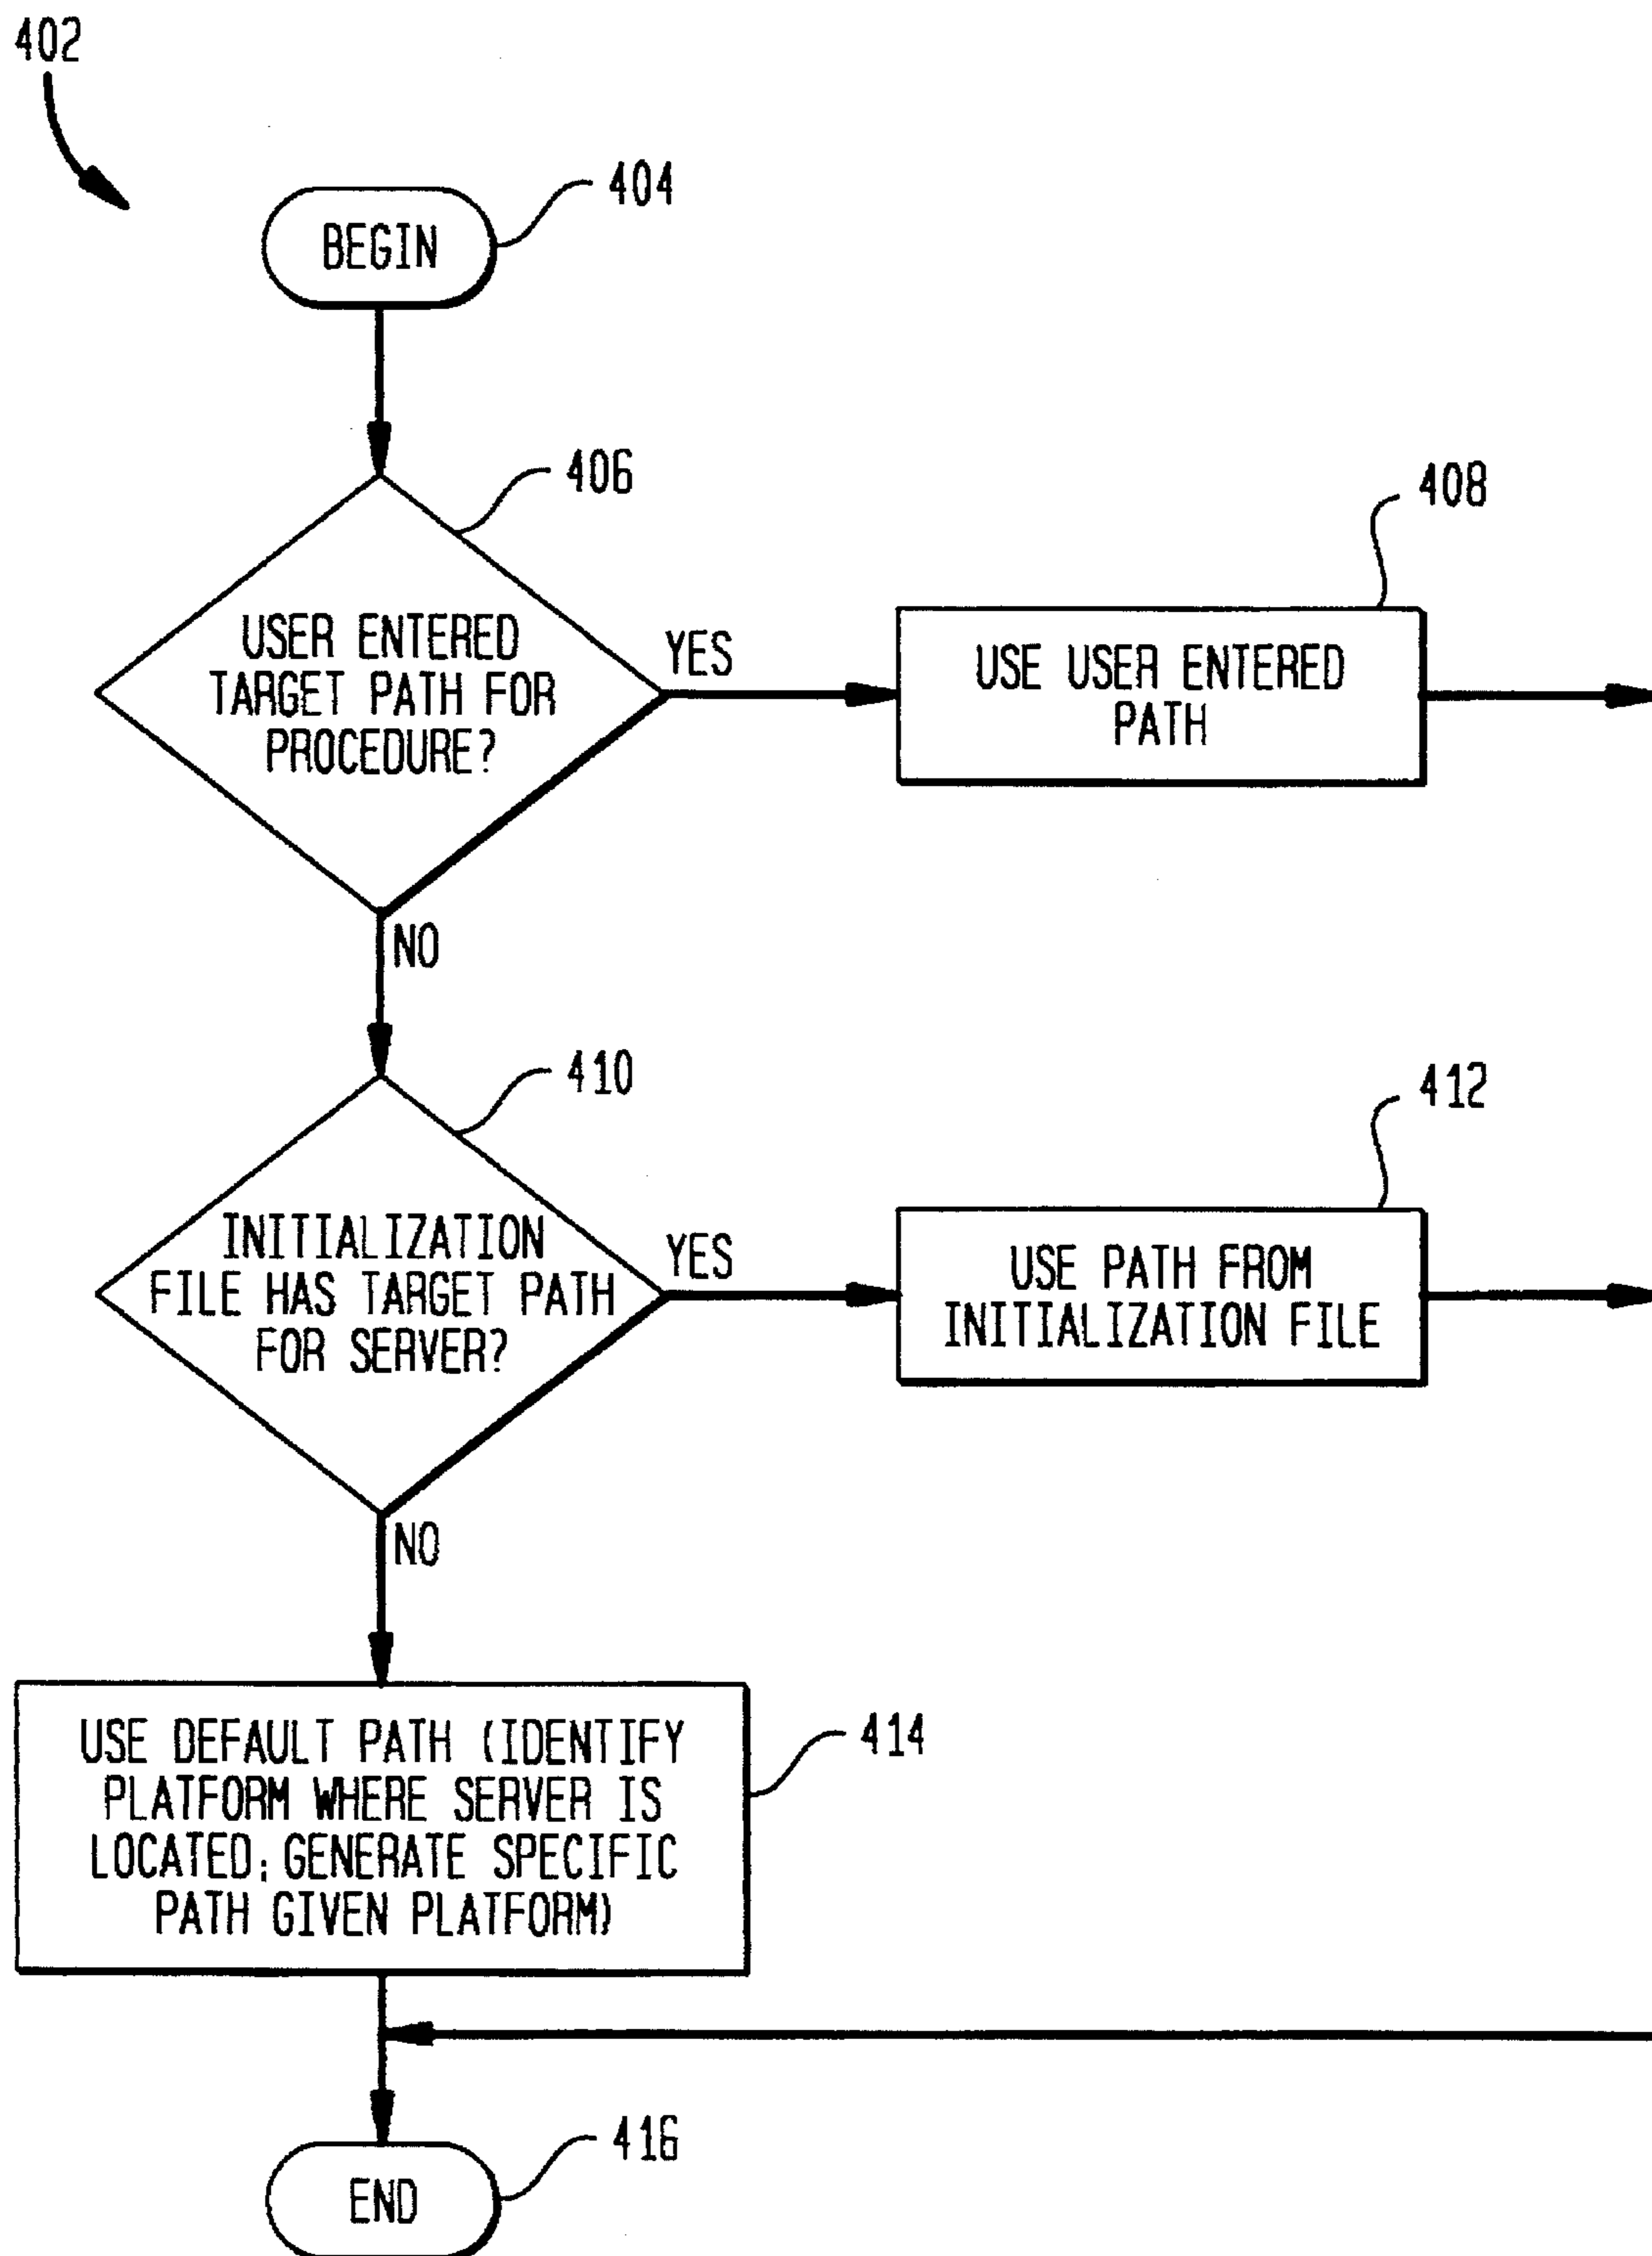 402
404
BEGIN
406
408
USER ENTERED
TARGET PATH FOR
PROCEDURE?
YES
USE USER ENTERED
PATH
NO
410
412
INITIALIZATION
FILE HAS TARGET PATH
FOR SERVER?
YES
USE PATH FROM
INITIALIZATION FILE
NO
USE DEFAULT PATH (IDENTIFY
PLATFORM WHERE SERVER IS
LOCATED; GENERATE SPECIFIC
PATH GIVEN PLATFORM)
414
416
END